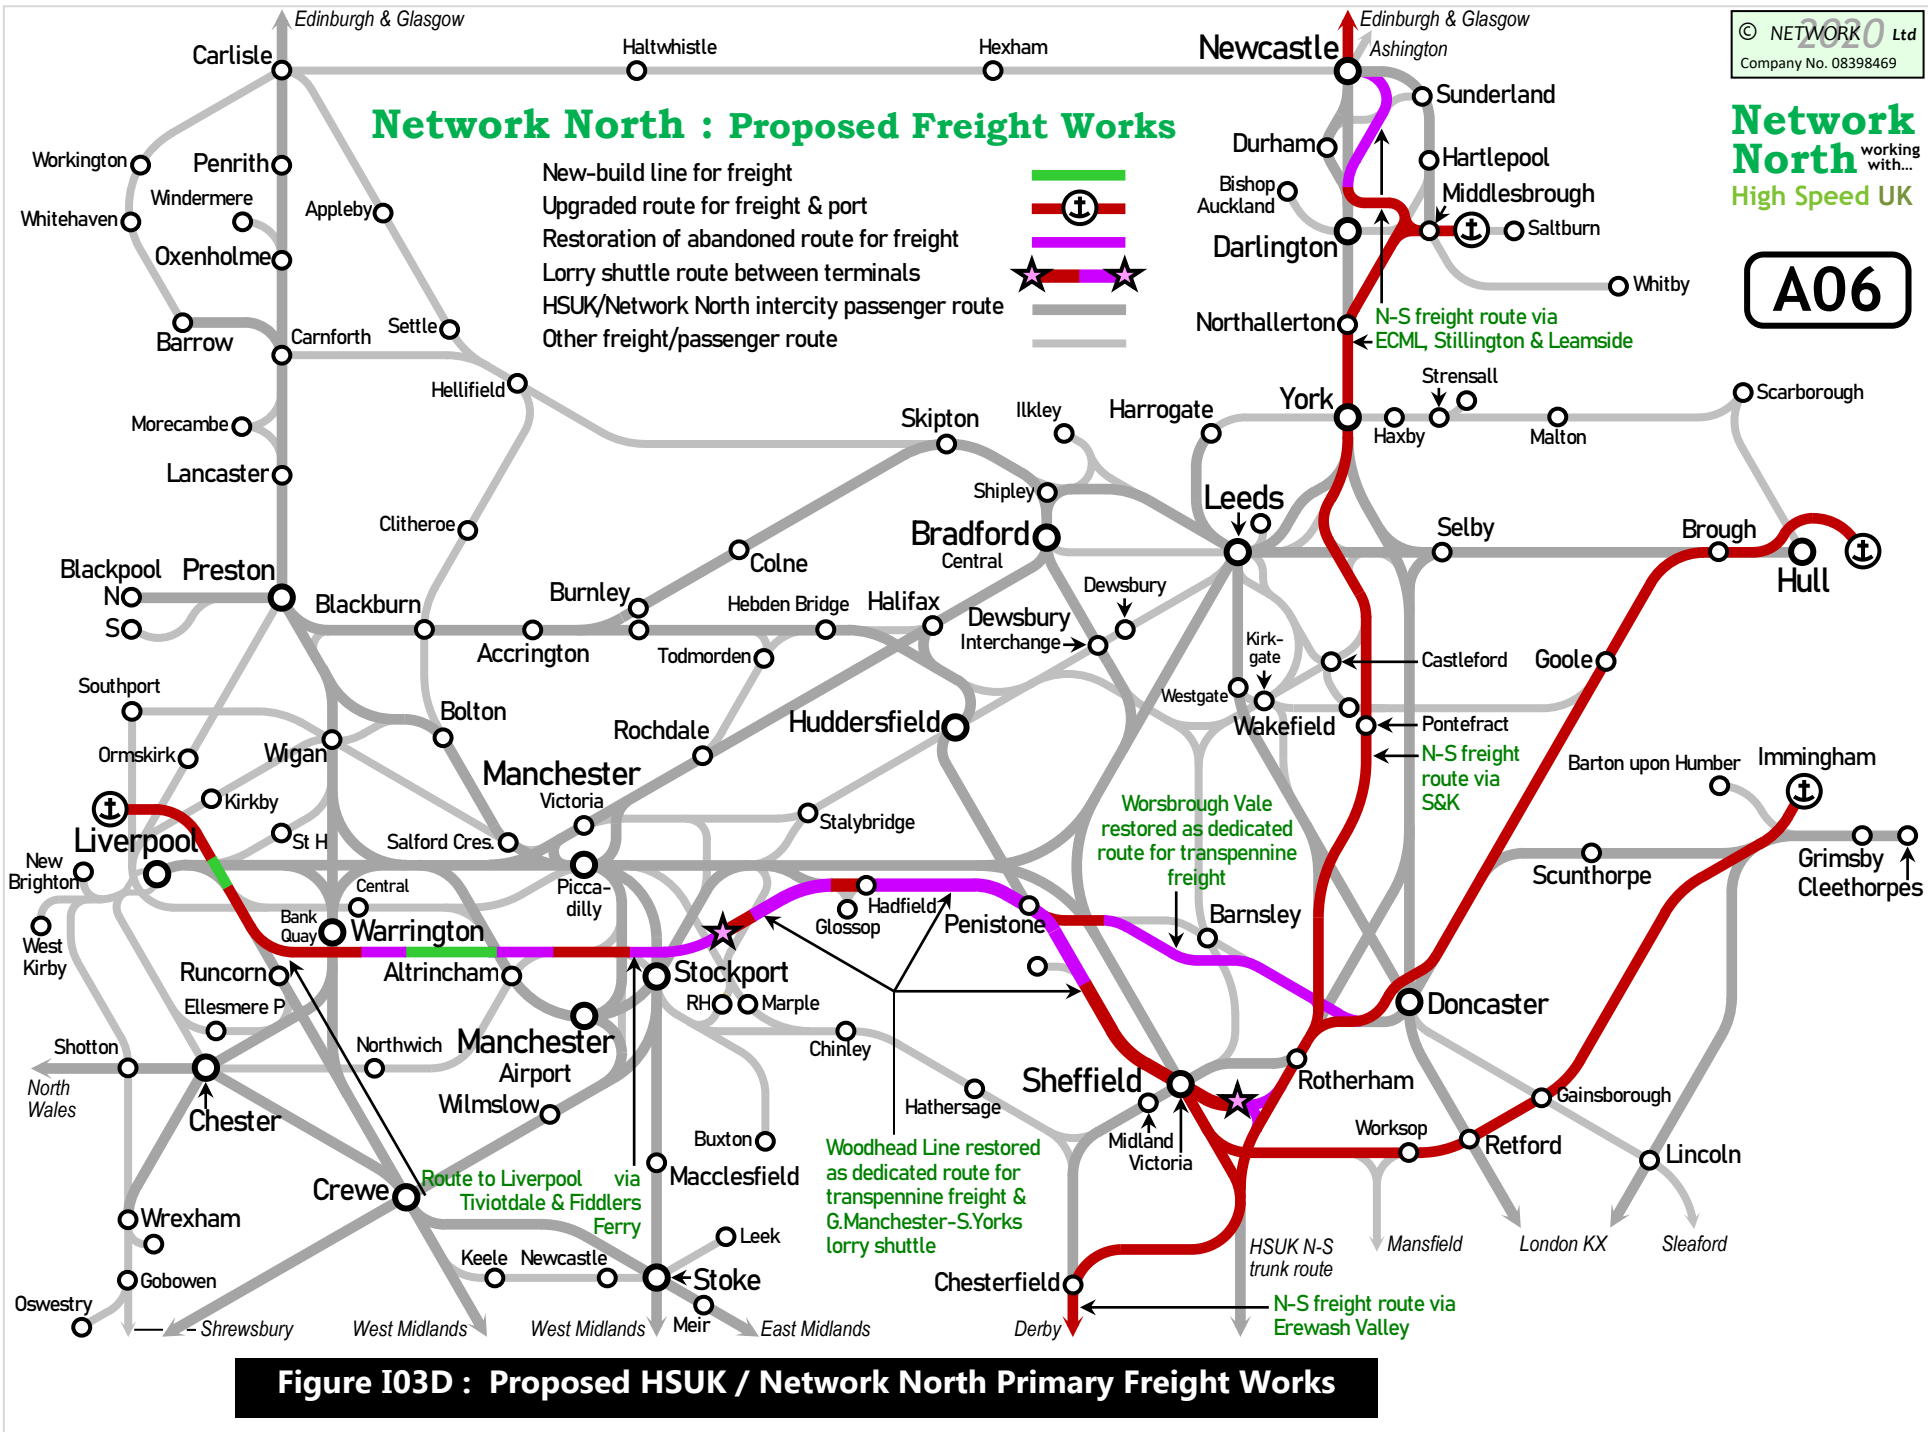 Edinburgh & Glasgow
Edinburgh & Glasgow
Carlisle
Haltwhistle
Hexham
Newcastle
Ashington
© NETWORK 2020 Ltd
Company No. 08398469
Network North : Proposed Freight Works
Sunderland
Network
North working
with...
High Speed UK
Durham
Hartlepool
Workington
Penrith
New-build line for freight
Windermere
Bishop
Auckland
Middlesbrough
Upgraded route for freight & port
Whitehaven
Appleby
Saltburn
Restoration of abandoned route for freight
Darlington
Oxenholme
Lorry shuttle route between terminals
Whitby
A06
HSUK/Network North intercity passenger route
Barrow
Settle
Carnforth
Other freight/passenger route
Northallerton
N-S freight route via
ECML, Stillington & Leamside
Hellifield
Strensall
Scarborough
Morecambe
Skipton
Ilkley
Harrogate
York
Haxby
Malton
Lancaster
Shipley
Leeds
Clitheroe
Bradford
Central
Selby
Brough
Hull
Blackpool
N
S
Preston
Colne
Blackburn
Burnley
Hebden Bridge
Halifax
Dewsbury
Dewsbury
Interchange
Accrington
Todmorden
Kirk-
gate
Castleford
Goole
Southport
Westgate
Wakefield
Bolton
Rochdale
Huddersfield
Pontefract
Ormskirk
Wigan
N-S freight
route via
S&K
Barton upon Humber
Immingham
Manchester
Victoria
Kirkby
Liverpool
St H
Salford Cres.
Stalybridge
Worsbrough Vale
restored as dedicated
route for transpennine
freight
Grimsby
Cleethorpes
Scunthorpe
New
Brighton
Central
Picca-
dilly
Hadfield
Glossop
Penistone
Barnsley
Bank
Quay
Warrington
West
Kirby
Runcorn
Altrincham
Stockport
RH
Marple
Doncaster
Ellesmere P
Manchester
Airport
Chinley
Shotton
Northwich
North
Wales
Sheffield
Rotherham
Gainsborough
Chester
Wilmslow
Hathersage
Midland
Victoria
Worksop
Retford
Lincoln
Buxton
Woodhead Line restored
as dedicated route for
transpennine freight &
G.Manchester-S.Yorks
lorry shuttle
Macclesfield
Crewe
Route to Liverpool via
Tiviotdale & Fiddlers
Ferry
Wrexham
Leek
HSUK N-S
trunk route
Mansfield
London KX
Sleaford
Keele
Newcastle
Stoke
Gobowen
Chesterfield
Oswestry
N-S freight route via
Erewash Valley
Shrewsbury
West Midlands
West Midlands
Meir
East Midlands
Derby
Figure I03D : Proposed HSUK / Network North Primary Freight Works